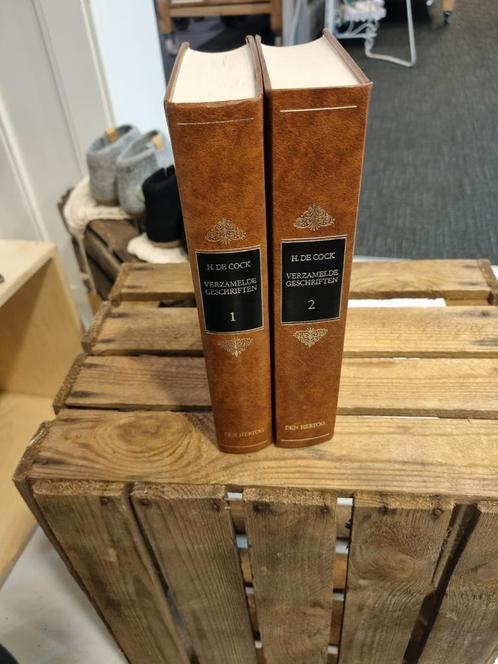 H. DE COCK
VERZAMELDE
GESCHRIFTEN
1
DEN HERTOG
H. DE COCK
VERZAMELDE
GESCHRIFTEN
2
DEN HERTOG